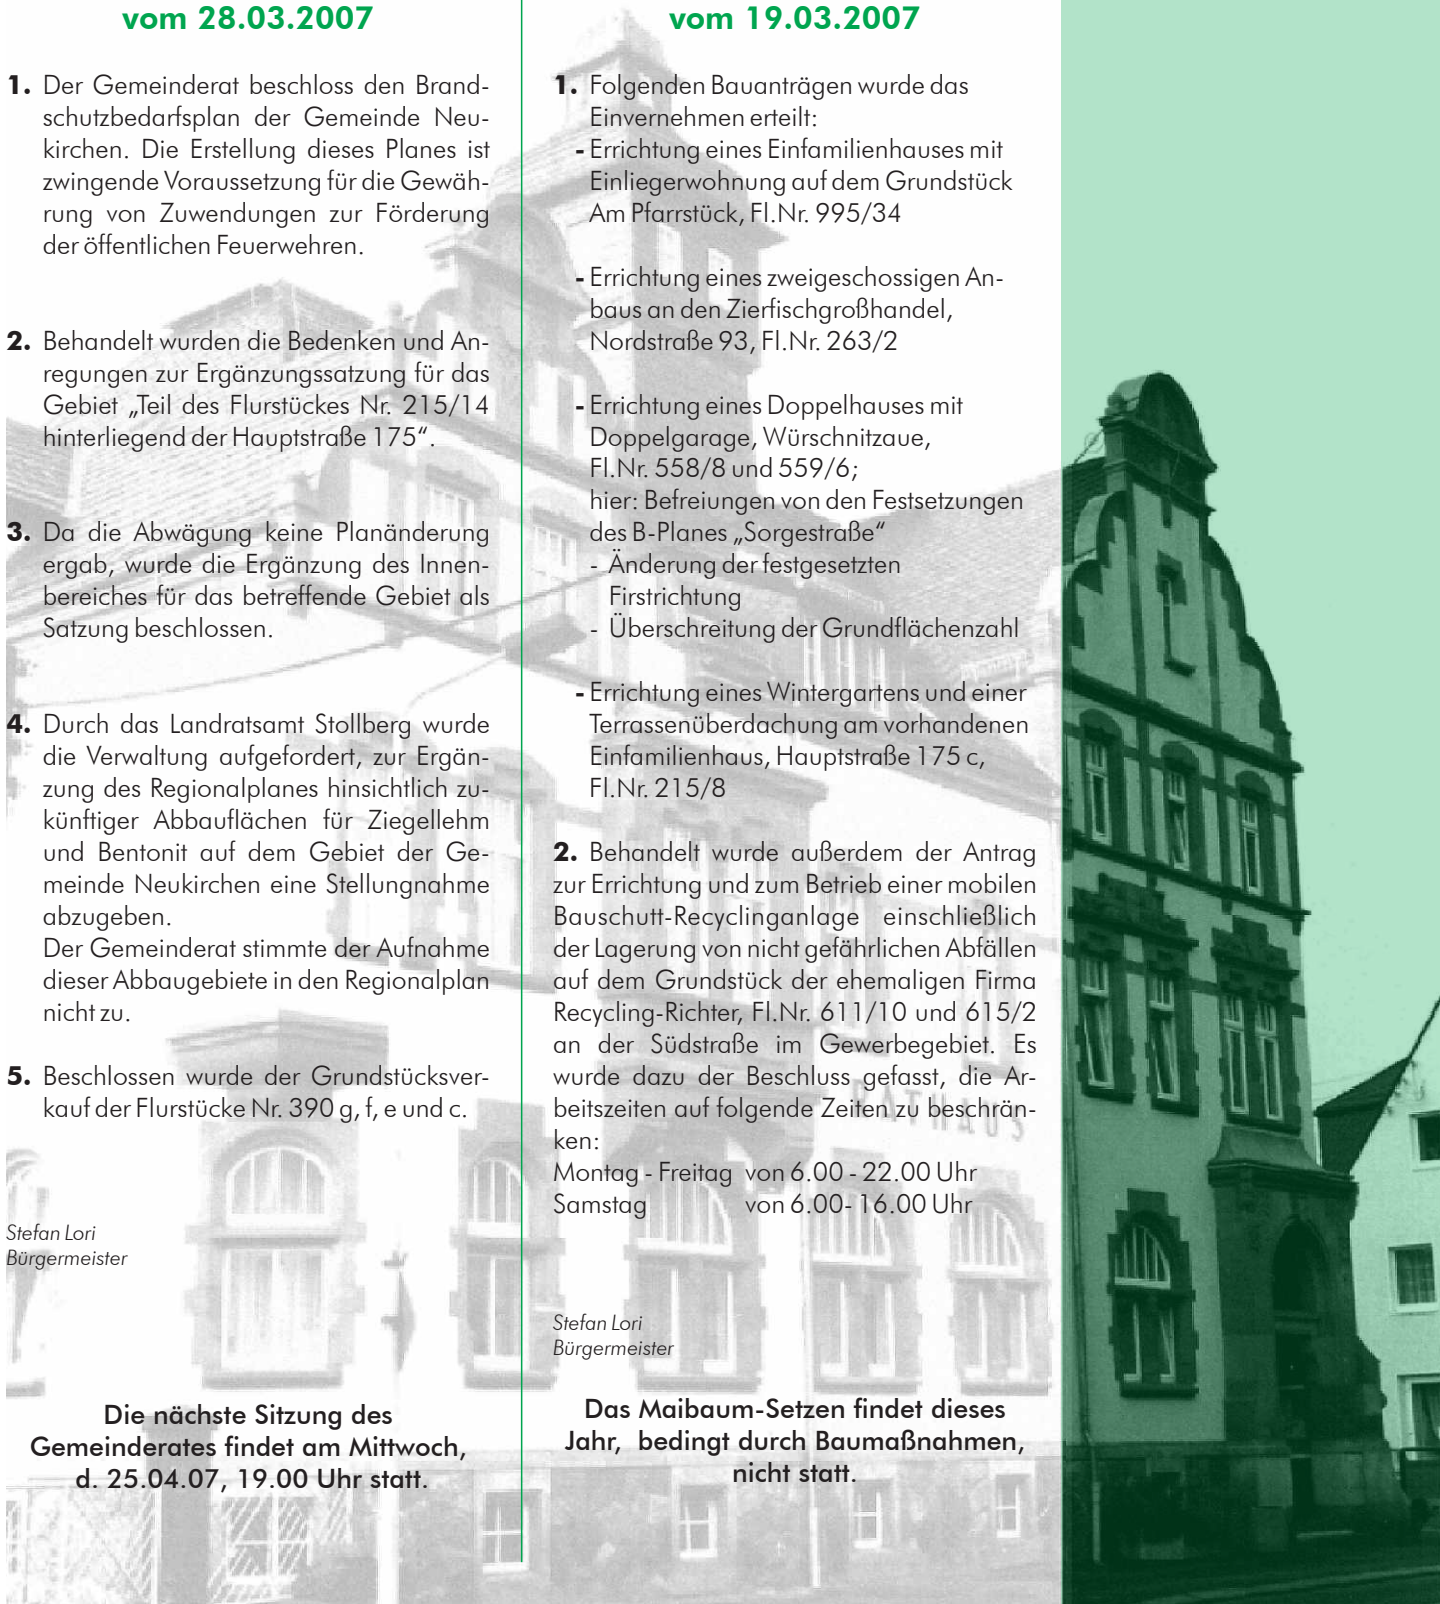 vom 28.03.2007
1. Der Gemeinderat beschloss den Brand-
schutzbedarfsplan der Gemeinde Neu-
kirchen. Die Erstellung dieses Planes ist
zwingende Voraussetzung für die Gewäh-
rung von Zuwendungen zur Förderung
der öffentlichen Feuerwehren.
2. Behandelt wurden die Bedenken und An-
regungen zur Ergänzungssatzung für das
Gebiet „Teil des Flurstückes Nr. 215/14
hinterliegend der Hauptstraße 175“.
3. Da die Abwägung keine Planänderung
ergab, wurde die Ergänzung des Innen-
bereiches für das betreffende Gebiet als
Satzung beschlossen.
4. Durch das Landratsamt Stollberg wurde
die Verwaltung aufgefordert, zur Ergän-
zung des Regionalplanes hinsichtlich zu-
künftiger Abbauflächen für Ziegellehm
und Bentonit auf dem Gebiet der Ge-
meinde Neukirchen eine Stellungnahme
abzugeben.
Der Gemeinderat stimmte der Aufnahme
dieser Abbaugebiete in den Regionalplan
nicht zu.
5. Beschlossen wurde der Grundstücksver-
kauf der Flurstücke Nr. 390 g, f, e und c.
Stefan Lori
Bürgermeister
Die nächste Sitzung des
Gemeinderates findet am Mittwoch,
d. 25.04.07, 19.00 Uhr statt.
vom 19.03.2007
1. Folgenden Bauanträgen wurde das
Einvernehmen erteilt:
- Errichtung eines Einfamilienhauses mit
Einliegerwohnung auf dem Grundstück
Am Pfarrstück, Fl.Nr. 995/34
- Errichtung eines zweigeschossigen An-
baus an den Zierfischgroßhandel,
Nordstraße 93, Fl.Nr. 263/2
- Errichtung eines Doppelhauses mit
Doppelgarage, Würschnitzaue,
Fl.Nr. 558/8 und 559/6;
hier: Befreiungen von den Festsetzungen
des B-Planes „Sorgestraße“
- Änderung der festgesetzten
Firstrichtung
- Überschreitung der Grundflächenzahl
- Errichtung eines Wintergartens und einer
Terrassenüberdachung am vorhandenen
Einfamilienhaus, Hauptstraße 175 c,
Fl.Nr. 215/8
2. Behandelt wurde außerdem der Antrag
zur Errichtung und zum Betrieb einer mobilen
Bauschutt-Recyclinganlage einschließlich
der Lagerung von nicht gefährlichen Abfällen
auf dem Grundstück der ehemaligen Firma
Recycling-Richter, Fl.Nr. 611/10 und 615/2
an der Südstraße im Gewerbegebiet. Es
wurde dazu der Beschluss gefasst, die Ar-
beitszeiten auf folgende Zeiten zu beschrän-
ken:
Montag - Freitag von 6.00 - 22.00 Uhr
Samstag von 6.00- 16.00 Uhr
RATHAUS
Stefan Lori
Bürgermeister
Das Maibaum-Setzen findet dieses
Jahr, bedingt durch Baumaßnahmen,
nicht statt.